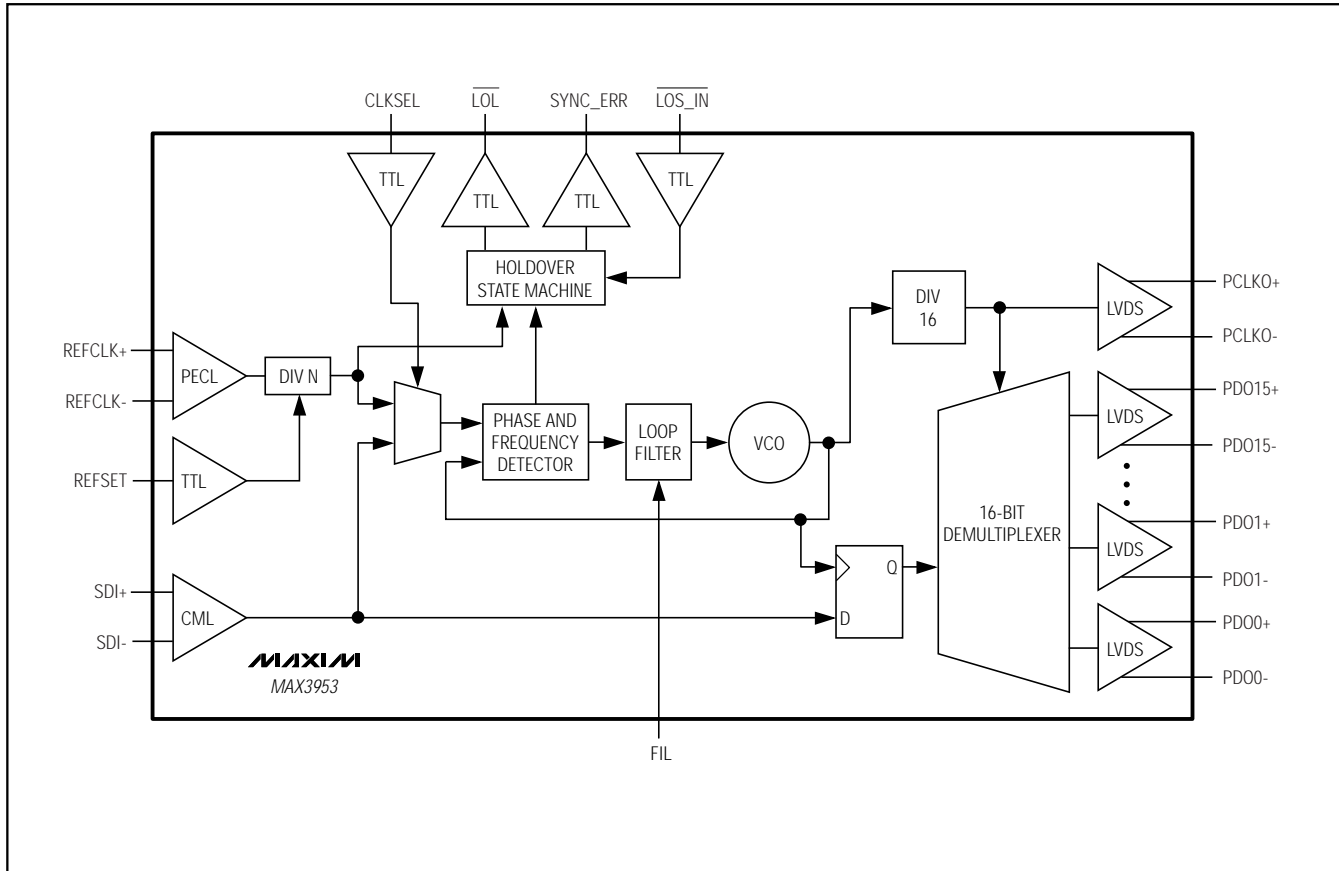 CLKSEL
L̅O̅L̅
SYNC_ERR
L̅O̅S̅_̅I̅N̅
TTL
TTL
TTL
TTL
HOLDOVER
STATE MACHINE
DIV
16
LVDS
PCLKO+
PCLKO-
REFCLK+
REFCLK-
PECL
DIV N
REFSET
TTL
PHASE AND
FREQUENCY
DETECTOR
LOOP
FILTER
VCO
16-BIT
DEMULTIPLEXER
LVDS
PDO15+
PDO15-
LVDS
PDO1+
PDO1-
LVDS
PDO0+
PDO0-
Q
D
SDI+
SDI-
CML
MAXIM
MAX3953
FIL